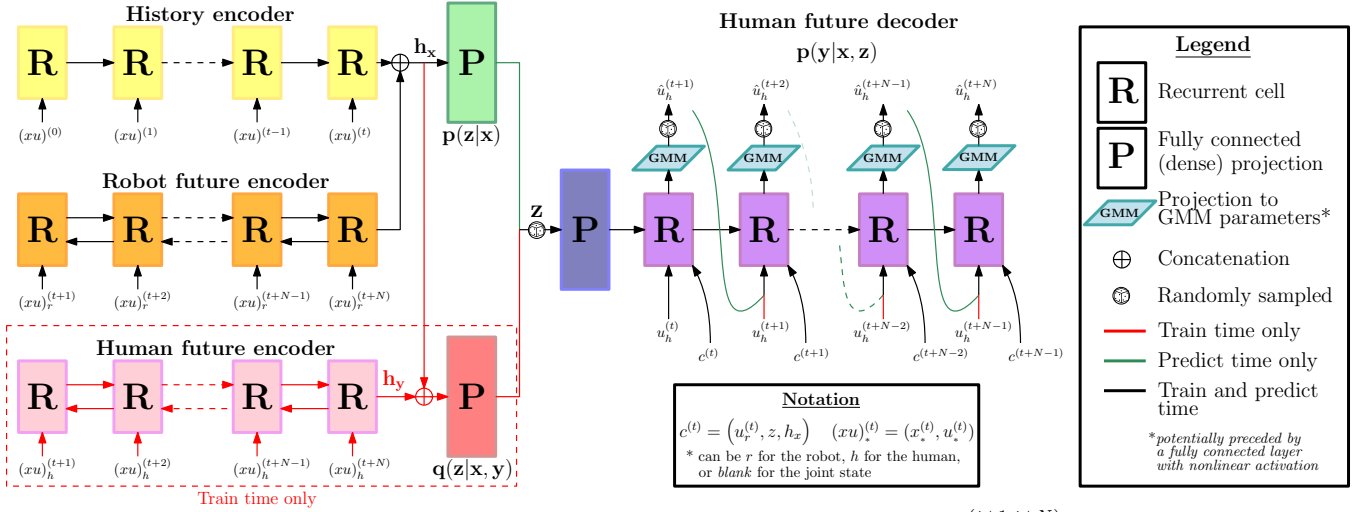 History encoder
R R R R
(xu)^{(0)} (xu)^{(1)} (xu)^{(t−1)} (xu)^{(t)}
h_x
P
p(z|x)
Robot future encoder
R R R R
(xu)_r^{(t+1)} (xu)_r^{(t+2)} (xu)_r^{(t+N−1)} (xu)_r^{(t+N)}
Human future encoder
R R R R
(xu)_h^{(t+1)} (xu)_h^{(t+2)} (xu)_h^{(t+N−1)} (xu)_h^{(t+N)}
h_y
P
q(z|x, y)
Train time only
z
P
Human future decoder
p(y|x, z)
û_h^{(t+1)} û_h^{(t+2)} û_h^{(t+N−1)} û_h^{(t+N)}
GMM GMM GMM GMM
R R R R
u_h^{(t)} u_h^{(t+1)} u_h^{(t+N−2)} u_h^{(t+N−1)}
c^{(t)} c^{(t+1)} c^{(t+N−2)} c^{(t+N−1)}
Notation
c^{(t)} = (u_r^{(t)}, z, h_x) (xu)_*^{(t)} = (x_*^{(t)}, u_*^{(t)})
* can be r for the robot, h for the human,
or blank for the joint state
Legend
R Recurrent cell
P Fully connected
(dense) projection
GMM Projection to
GMM parameters*
Concatenation
Randomly sampled
Train time only
Predict time only
Train and predict
time
*potentially preceded by
a fully connected layer
with nonlinear activation